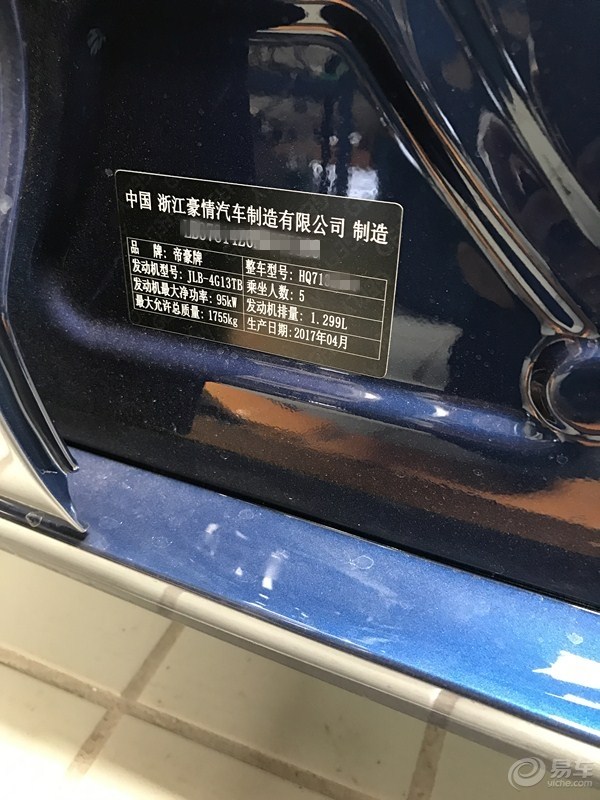 中国 浙江豪情汽车制造有限公司 制造
品 牌: 帝豪牌 整车型号: HQ71
发动机型号: JLB-4G13TB 乘坐人数: 5
发动机最大净功率: 95kW 发动机排量: 1.299L
最大允许总质量: 1755kg 生产日期: 2017年04月
易车
yiche.com